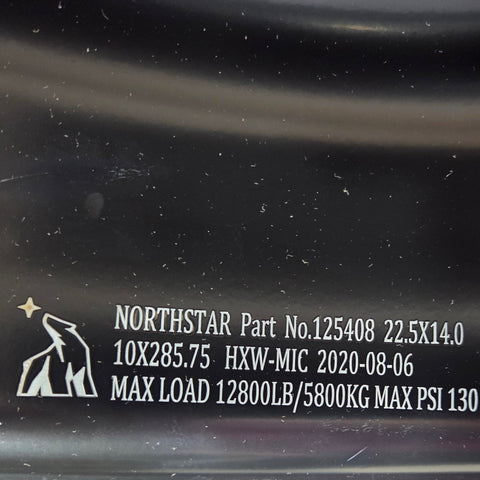 NORTHSTAR Part No.125408 22.5X14.0
10X285.75 HXW-MIC 2020-08-06
MAX LOAD 12800LB/5800KG MAX PSI 130